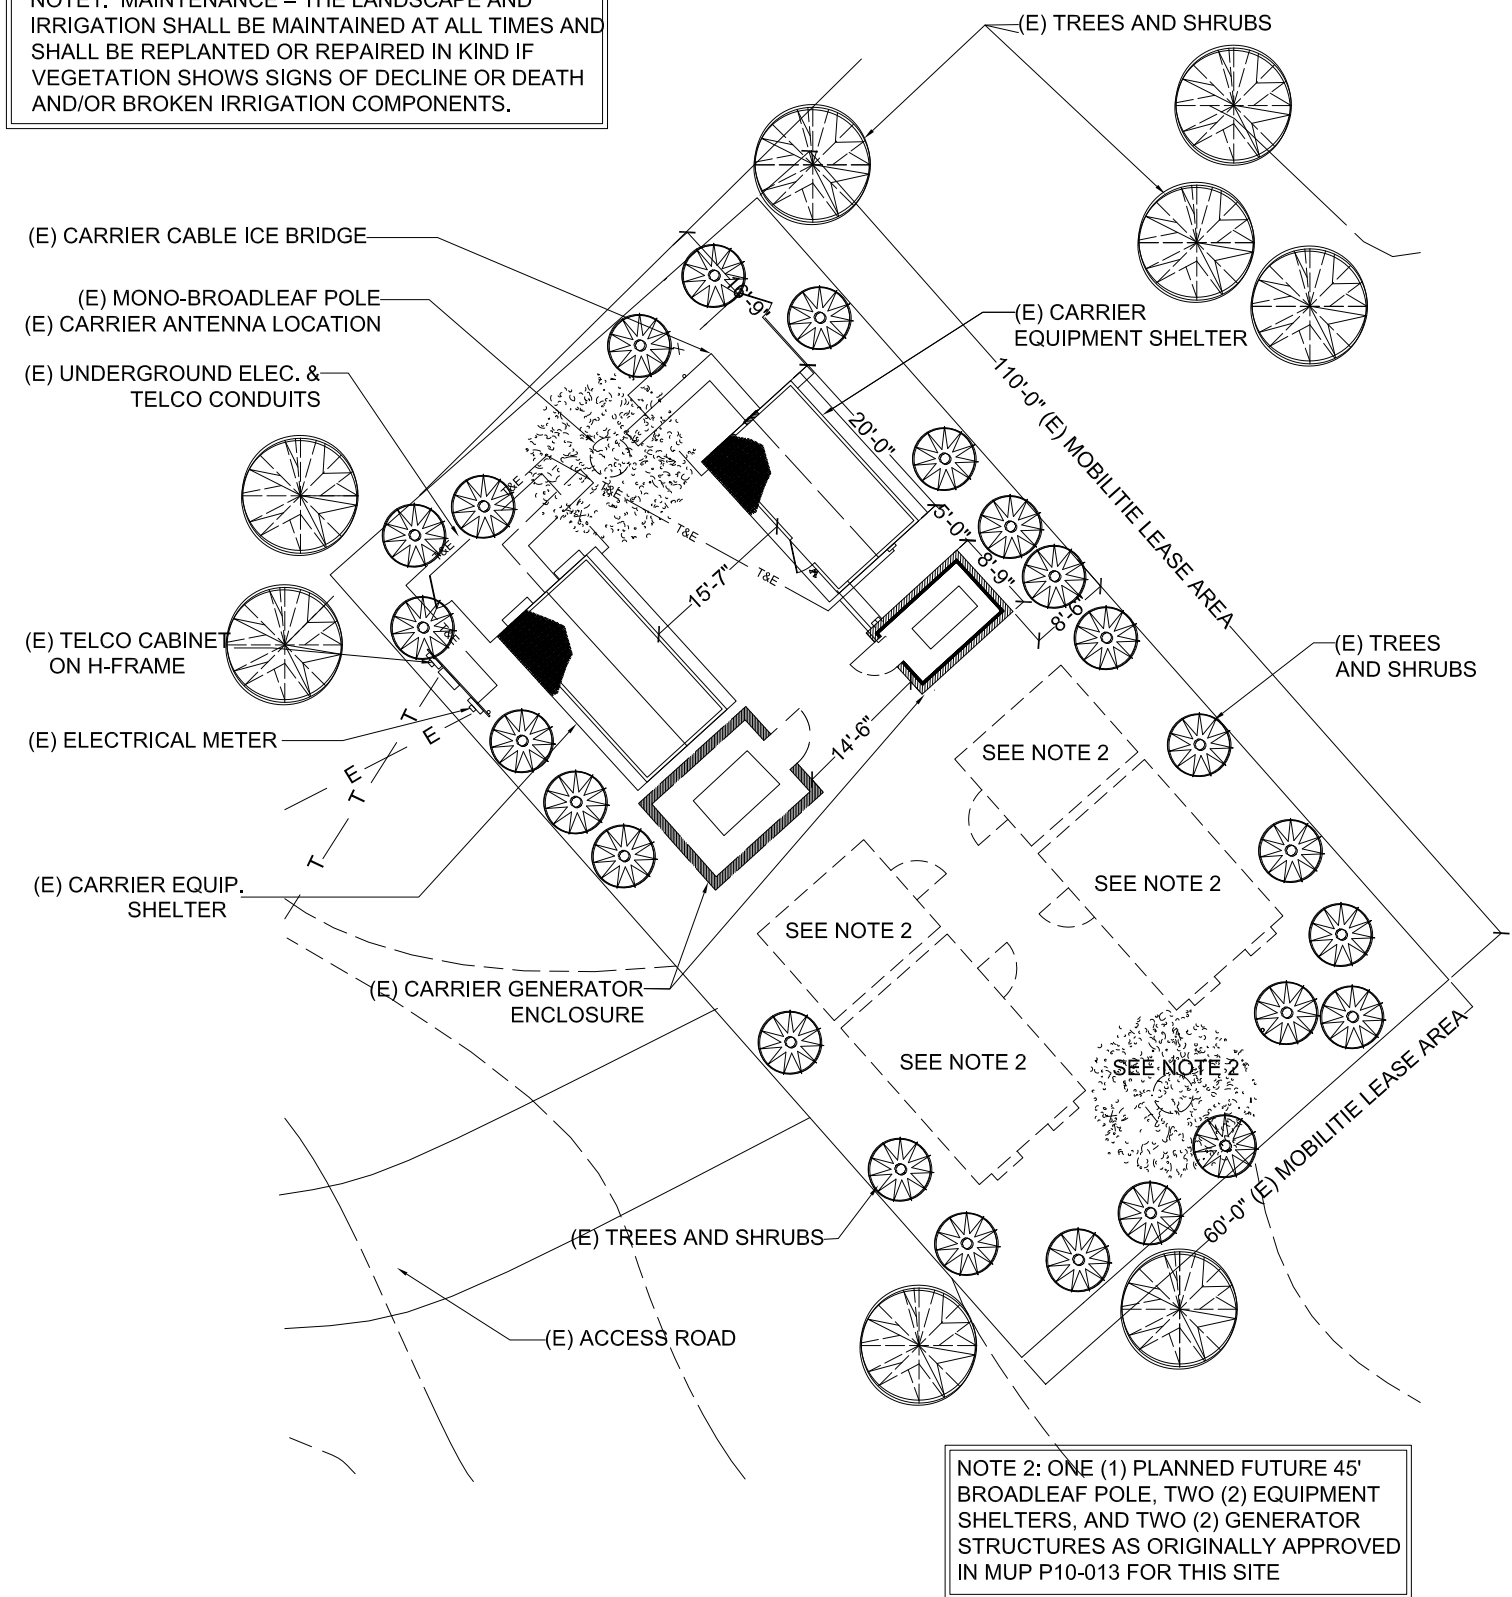 NOTE1: MAINTENANCE – THE LANDSCAPE AND
IRRIGATION SHALL BE MAINTAINED AT ALL TIMES AND
SHALL BE REPLANTED OR REPAIRED IN KIND IF
VEGETATION SHOWS SIGNS OF DECLINE OR DEATH
AND/OR BROKEN IRRIGATION COMPONENTS.
(E) TREES AND SHRUBS
(E) CARRIER CABLE ICE BRIDGE
(E) MONO-BROADLEAF POLE
(E) CARRIER ANTENNA LOCATION
(E) UNDERGROUND ELEC. &
TELCO CONDUITS
16'-9"
(E) CARRIER
EQUIPMENT SHELTER
110'-0" (E) MOBILITIE LEASE AREA
20'-0"
5'-0"
8'-9"
8'-9"
T&E
T&E
T&E
T&E
T&E
T&E
15'-7"
(E) TELCO CABINET
ON H-FRAME
(E) TREES
AND SHRUBS
(E) ELECTRICAL METER
T
E
E
T
T
14'-6"
SEE NOTE 2
SEE NOTE 2
SEE NOTE 2
SEE NOTE 2
SEE NOTE 2
(E) CARRIER EQUIP.
SHELTER
(E) CARRIER GENERATOR
ENCLOSURE
60'-0" (E) MOBILITIE LEASE AREA
(E) TREES AND SHRUBS
(E) ACCESS ROAD
NOTE 2: ONE (1) PLANNED FUTURE 45'
BROADLEAF POLE, TWO (2) EQUIPMENT
SHELTERS, AND TWO (2) GENERATOR
STRUCTURES AS ORIGINALLY APPROVED
IN MUP P10-013 FOR THIS SITE